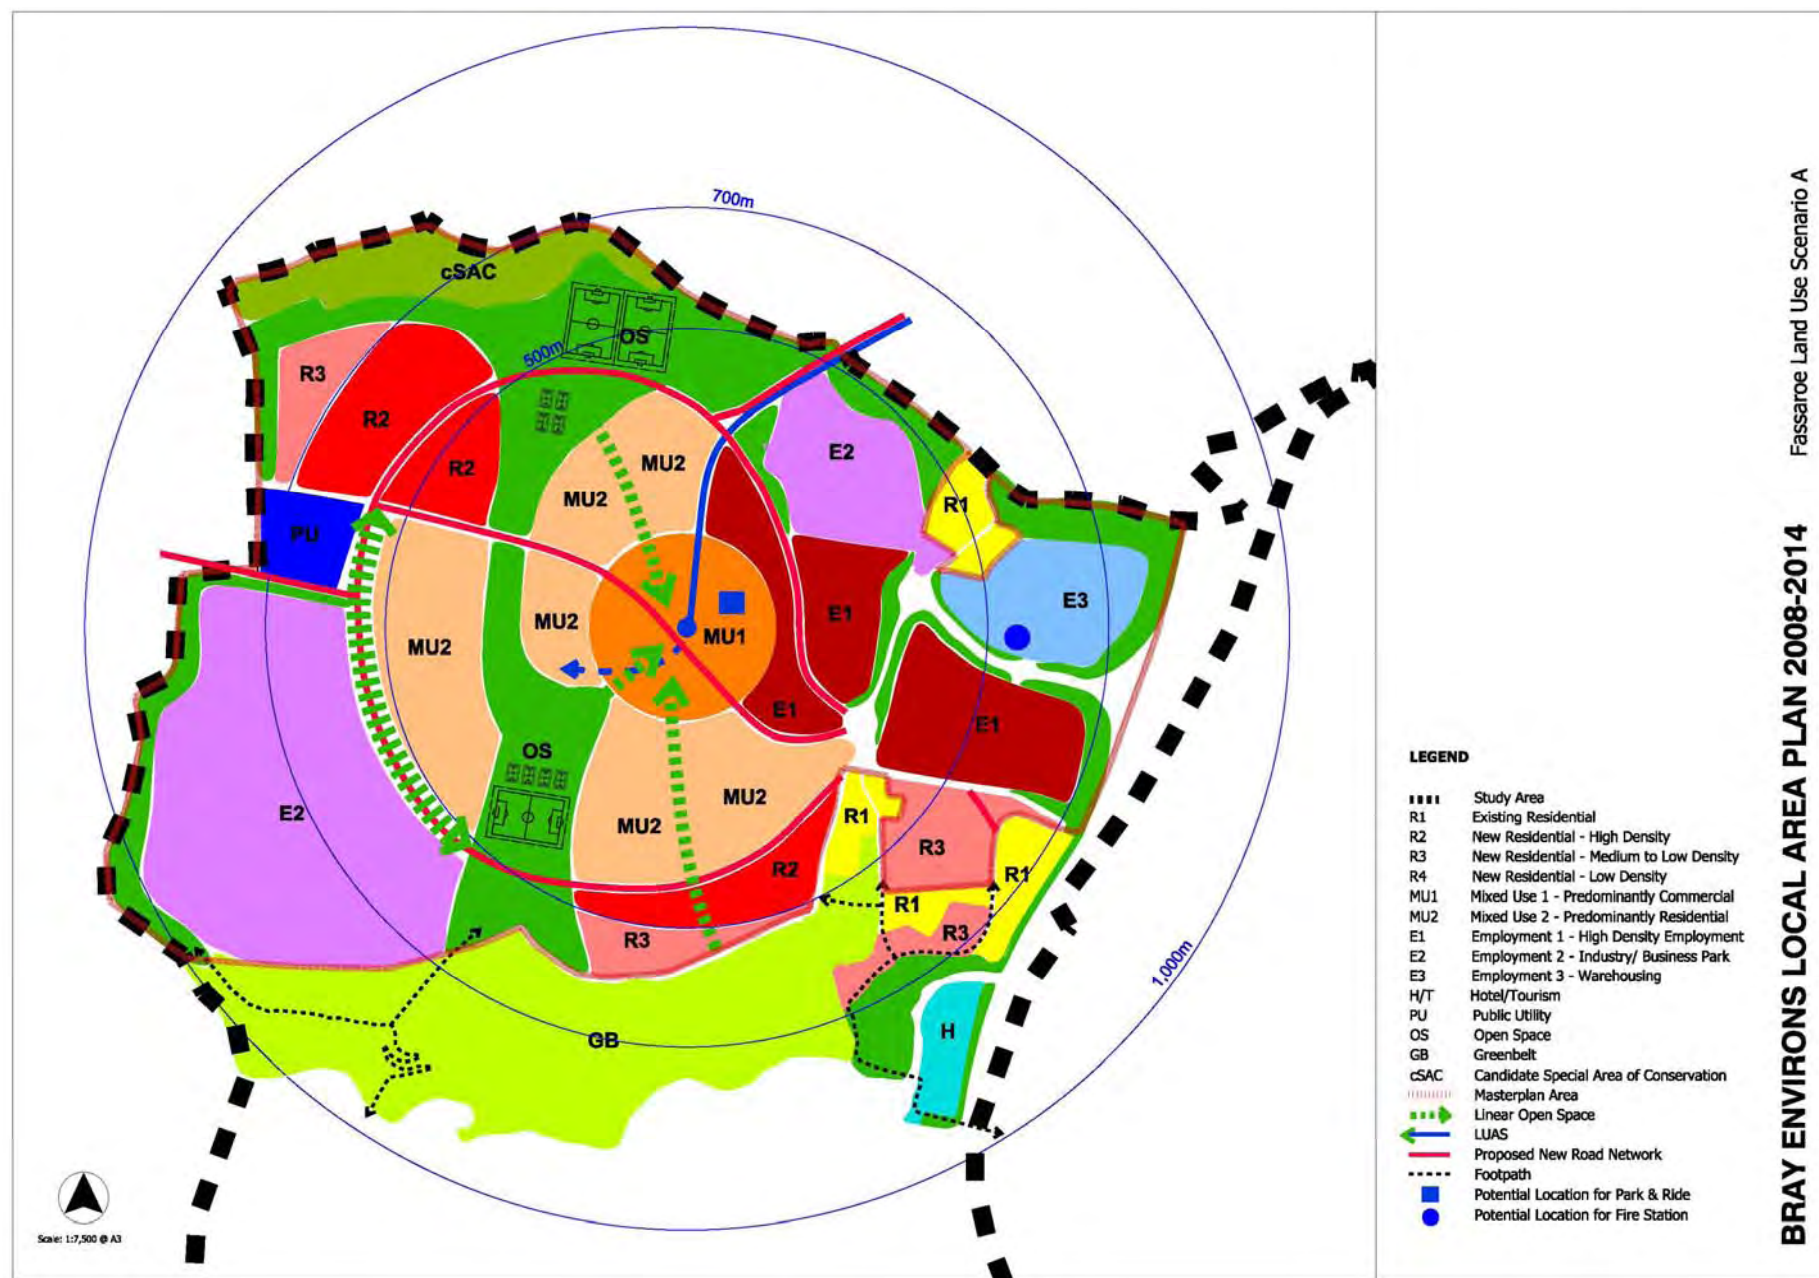 700m
cSAC
OS
500m
R3
R2
R2
MU2
MU2
E2
R1
PU
E3
E1
MU2
MU2
MU1
E1
E1
OS
E2
MU2
MU2
R1
R3
R2
R1
R1
R3
R3
1,000m
GB
H
Scale: 1:7,500 @ A3
LEGEND
Study Area
R1 Existing Residential
R2 New Residential - High Density
R3 New Residential - Medium to Low Density
R4 New Residential - Low Density
MU1 Mixed Use 1 - Predominantly Commercial
MU2 Mixed Use 2 - Predominantly Residential
E1 Employment 1 - High Density Employment
E2 Employment 2 - Industry/ Business Park
E3 Employment 3 - Warehousing
H/T Hotel/Tourism
PU Public Utility
OS Open Space
GB Greenbelt
cSAC Candidate Special Area of Conservation
Masterplan Area
Linear Open Space
LUAS
Proposed New Road Network
Footpath
Potential Location for Park & Ride
Potential Location for Fire Station
Fassaroe Land Use Scenario A
BRAY ENVIRONS LOCAL AREA PLAN 2008-2014